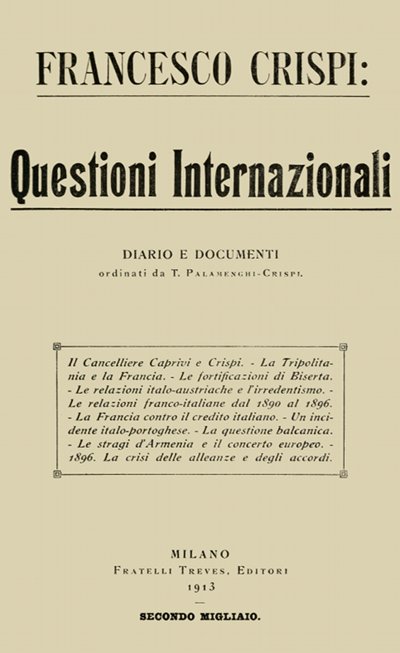 FRANCESCO CRISPI:
Questioni Internazionali
DIARIO E DOCUMENTI
ordinati da T. PALAMENGHI-CRISPI.
Il Cancelliere Caprivi e Crispi. - La Tripolita-
nia e la Francia. - Le fortificazioni di Biserta.
- Le relazioni italo-austriache e l'irredentismo. -
Le relazioni franco-italiane dal 1890 al 1896.
- La Francia contro il credito italiano. - Un inci-
dente italo-portoghese. - La questione balcanica.
- Le stragi d'Armenia e il concerto europeo. -
1896. La crisi delle alleanze e degli accordi.
MILANO
FRATELLI TREVES, EDITORI
1913
SECONDO MIGLIAIO.